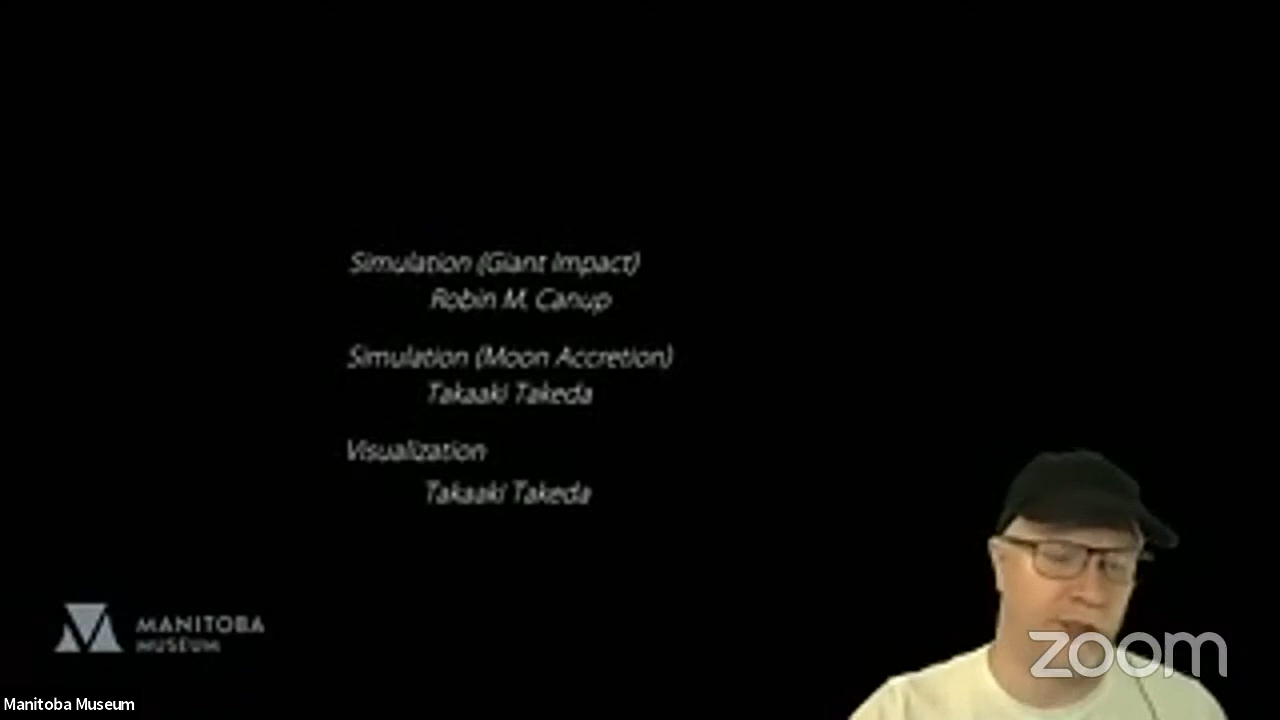 Simulation (Giant Impact)
Robin M. Canup
Simulation (Moon Accretion)
Takaaki Takeda
Visualization
Takaaki Takeda
MANITOBA
MUSEUM
zoom
Manitoba Museum